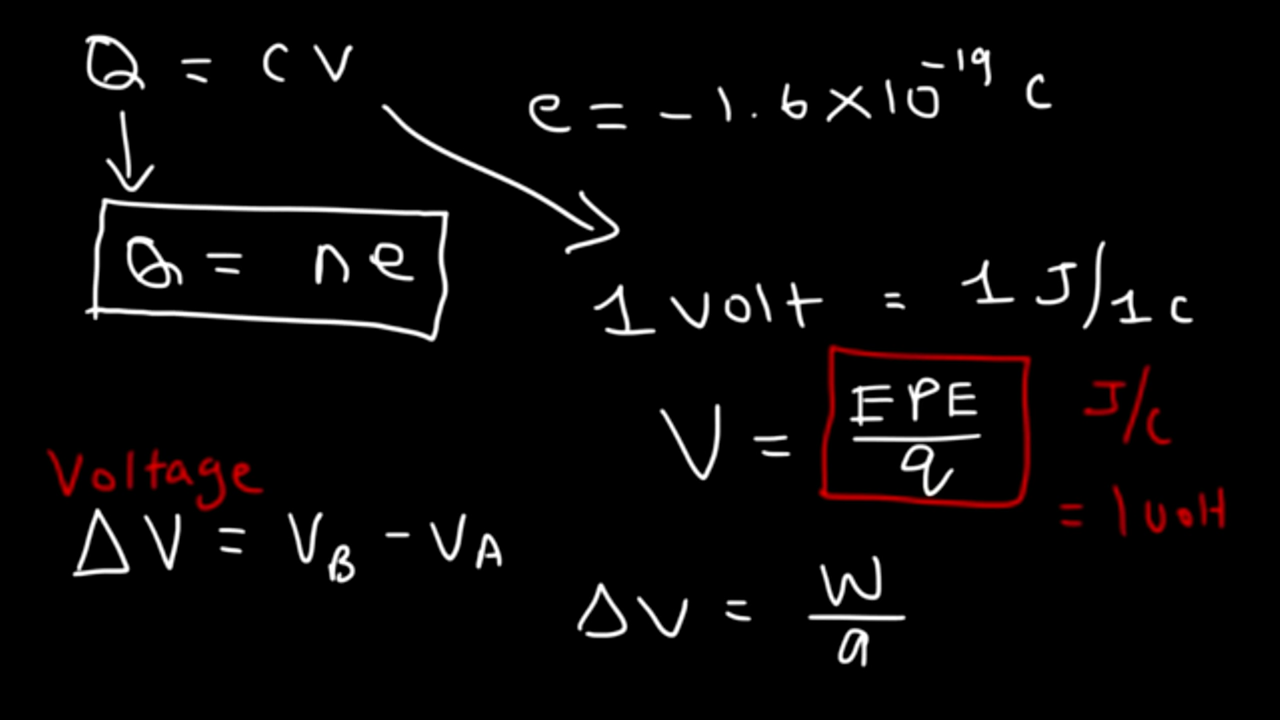 Q = CV
e = -1.6×10⁻¹⁹ C
Q = ne
1 volt = 1 J/1 C
V = EPE/q
J/C
= 1 volt
Voltage
ΔV = V_B - V_A
ΔV = W/q